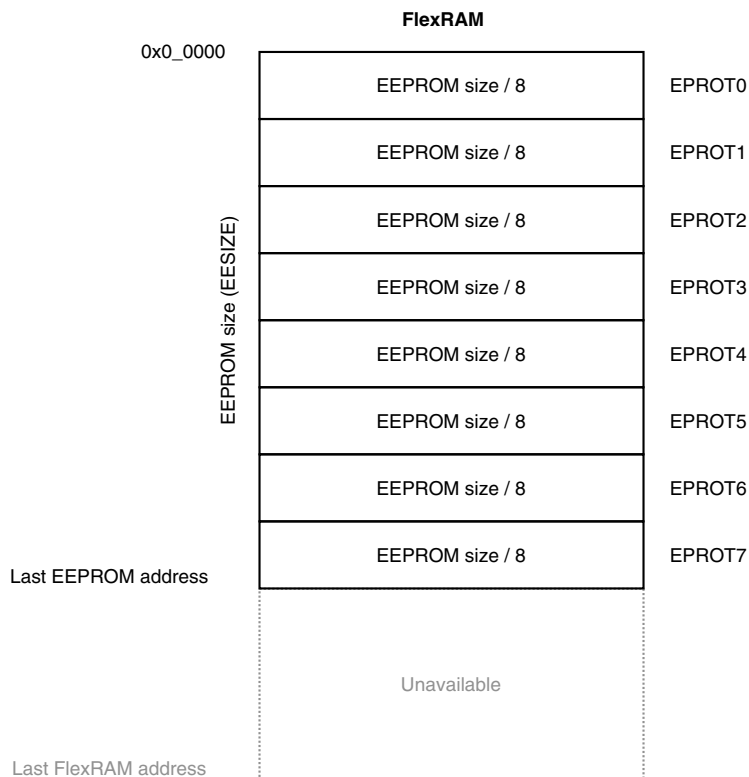 FlexRAM
0x0_0000
EEPROM size / 8 EPROT0
EEPROM size / 8 EPROT1
EEPROM size / 8 EPROT2
EEPROM size / 8 EPROT3
EEPROM size / 8 EPROT4
EEPROM size / 8 EPROT5
EEPROM size / 8 EPROT6
EEPROM size / 8 EPROT7
EEPROM size (EESIZE)
Last EEPROM address
Unavailable
Last FlexRAM address